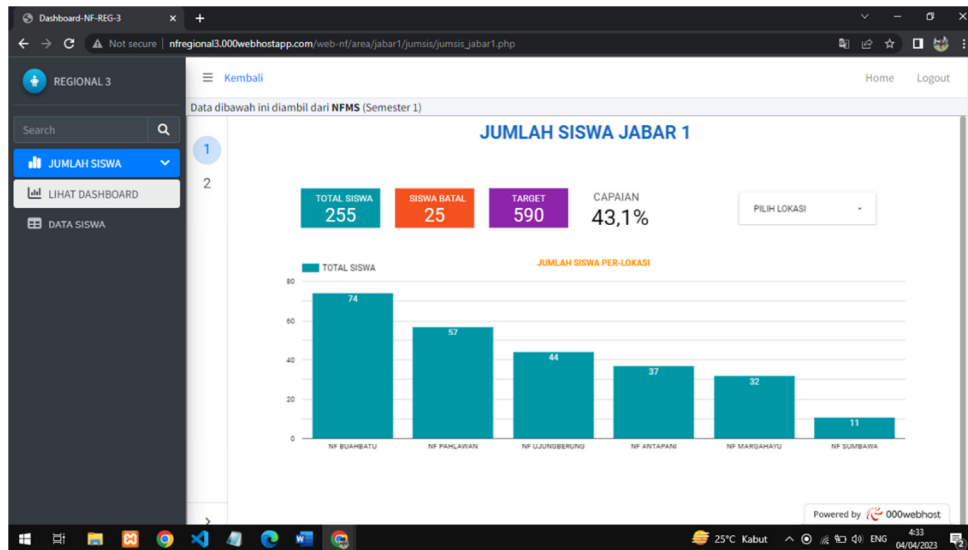 Dashboard-NF-REG-3
Not secure | nfregional3.000webhostapp.com/web-nf/area/jabar1/jumsis/jumsis_jabar1.php
REGIONAL 3
Kembali
Home
Logout
Data dibawah ini diambil dari NFMS (Semester 1)
Search
JUMLAH SISWA
LIHAT DASHBOARD
DATA SISWA
1
2
JUMLAH SISWA JABAR 1
TOTAL SISWA
255
SISWA BATAL
25
TARGET
590
CAPAIAN
43,1%
PILIH LOKASI
TOTAL SISWA
JUMLAH SISWA PER-LOKASI
80
60
40
20
0
74
57
44
37
32
11
NF BUAHBATU
NF PAHLAWAN
NF UJUNGBERUNG
NF ANTAPANI
NF MARGAHAYU
NF SUMBAWA
Powered by 000webhost
25°C Kabut
ENG
4:33
04/04/2023